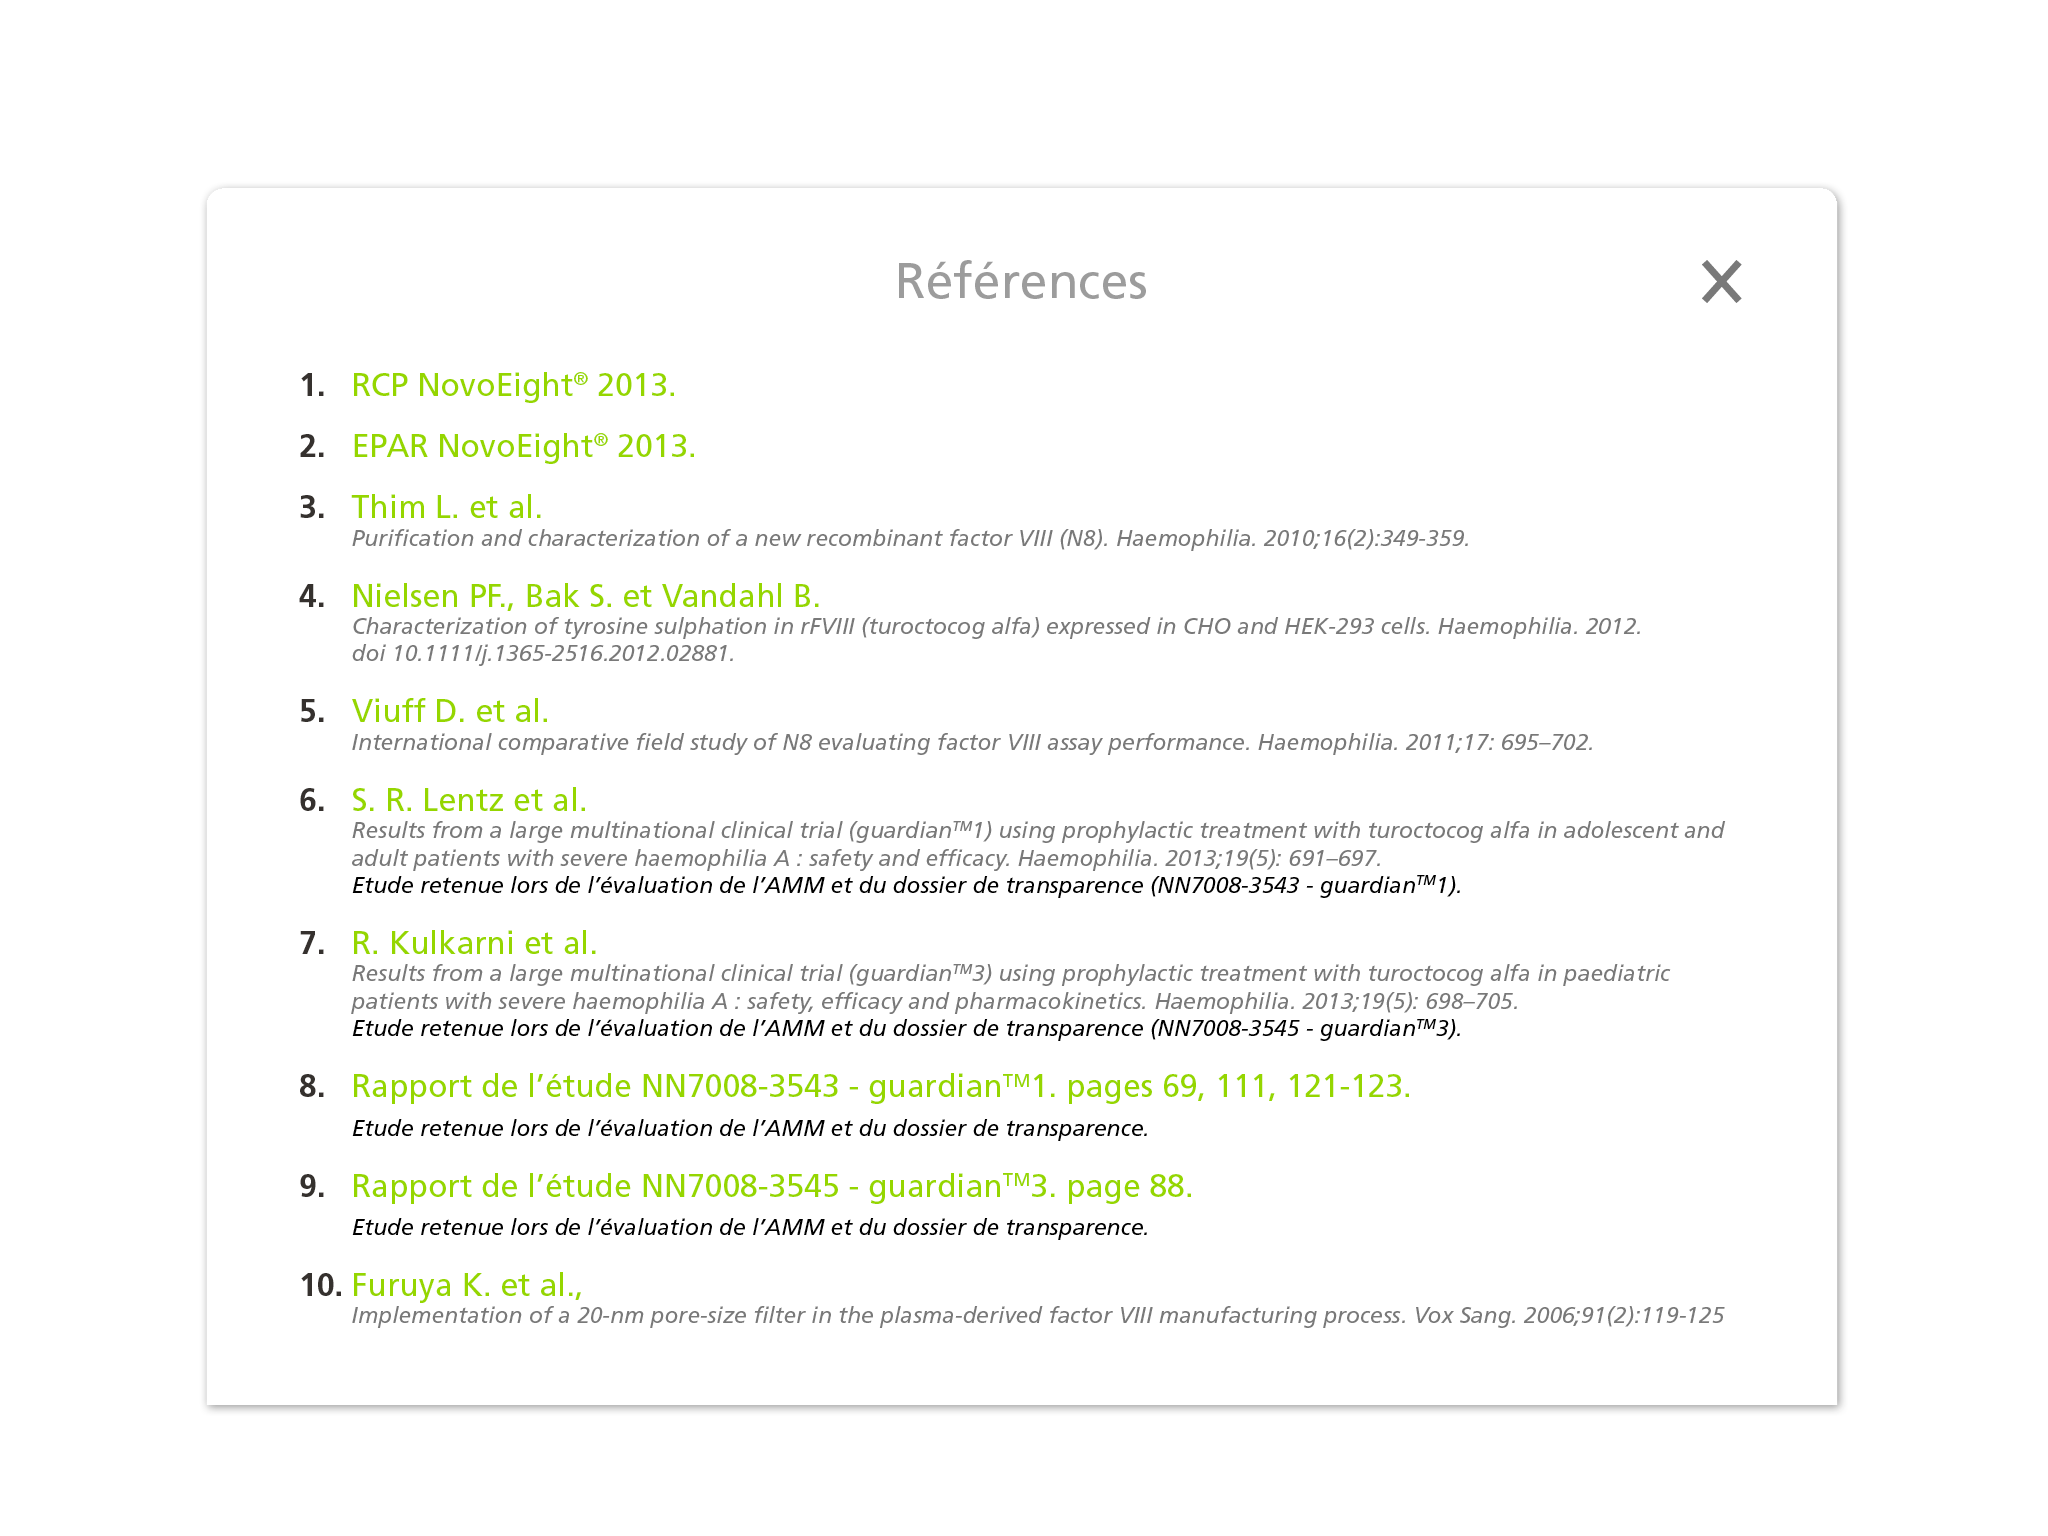 Références
1. RCP NovoEight® 2013.
2. EPAR NovoEight® 2013.
3. Thim L. et al.
Purification and characterization of a new recombinant factor VIII (N8). Haemophilia. 2010;16(2):349-359.
4. Nielsen PF., Bak S. et Vandahl B.
Characterization of tyrosine sulphation in rFVIII (turoctocog alfa) expressed in CHO and HEK-293 cells. Haemophilia. 2012.
doi 10.1111/j.1365-2516.2012.02881.
5. Viuff D. et al.
International comparative field study of N8 evaluating factor VIII assay performance. Haemophilia. 2011;17: 695–702.
6. S. R. Lentz et al.
Results from a large multinational clinical trial (guardian™1) using prophylactic treatment with turoctocog alfa in adolescent and
adult patients with severe haemophilia A : safety and efficacy. Haemophilia. 2013;19(5): 691–697.
Etude retenue lors de l’évaluation de l’AMM et du dossier de transparence (NN7008-3543 - guardian™1).
7. R. Kulkarni et al.
Results from a large multinational clinical trial (guardian™3) using prophylactic treatment with turoctocog alfa in paediatric
patients with severe haemophilia A : safety, efficacy and pharmacokinetics. Haemophilia. 2013;19(5): 698–705.
Etude retenue lors de l’évaluation de l’AMM et du dossier de transparence (NN7008-3545 - guardian™3).
8. Rapport de l’étude NN7008-3543 - guardian™1. pages 69, 111, 121-123.
Etude retenue lors de l’évaluation de l’AMM et du dossier de transparence.
9. Rapport de l’étude NN7008-3545 - guardian™3. page 88.
Etude retenue lors de l’évaluation de l’AMM et du dossier de transparence.
10. Furuya K. et al.,
Implementation of a 20-nm pore-size filter in the plasma-derived factor VIII manufacturing process. Vox Sang. 2006;91(2):119-125